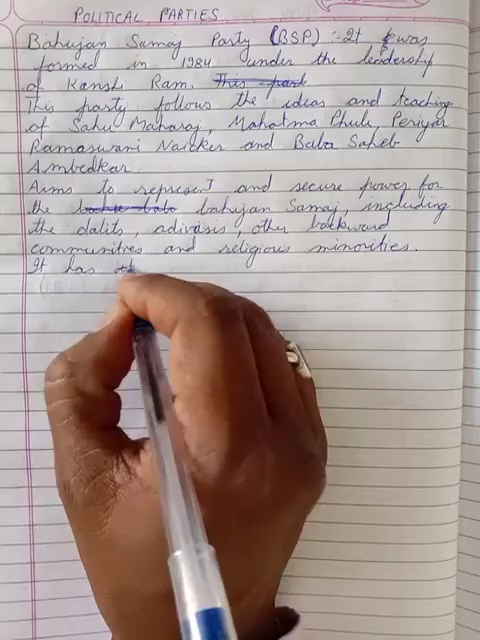 POLITICAL PARTIES
Bahujan Samaj Party (BSP) :- It was
formed in 1984 under the leadership
of Kanshi Ram. This part
This party follows the ideas and teaching
of Sahu Maharaj, Mahatma Phule, Periyar
Ramaswani Naicker and Baba Saheb
Ambedkar.
Aims to represent and secure power for
the bahujan Samaj, including
the dalits, adivasis, other backward
communities and religious minorities.
It has